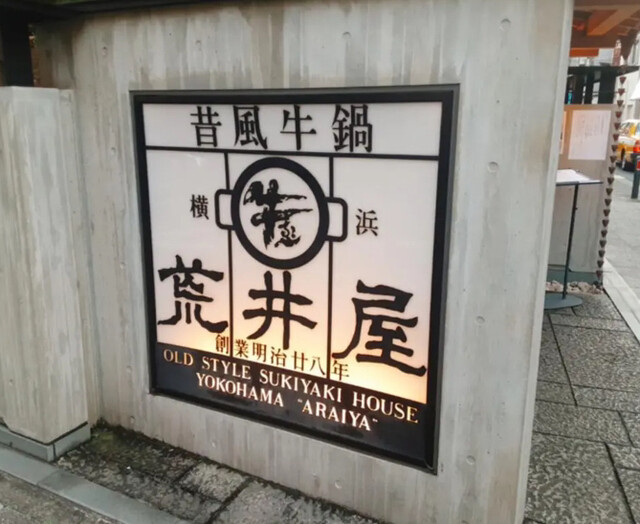 昔風牛鍋
横 浜
荒井屋
創業明治廿八年
OLD STYLE SUKIYAKI HOUSE
YOKOHAMA "ARAIYA"